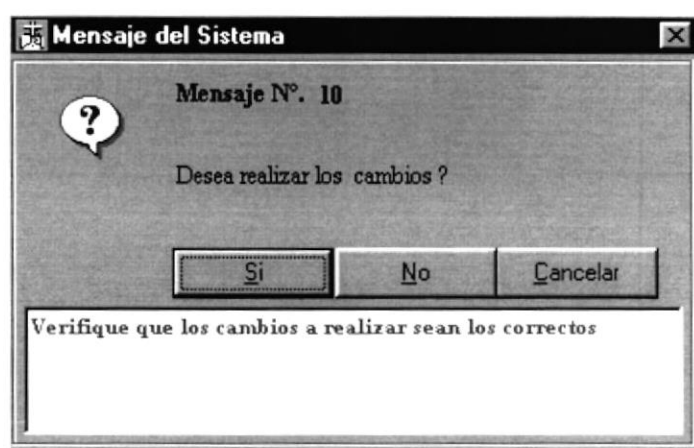 Mensaje del Sistema
Mensaje Nº. 10
?
Desea realizar los cambios ?
Si No Cancelar
Verifique que los cambios a realizar sean los correctos